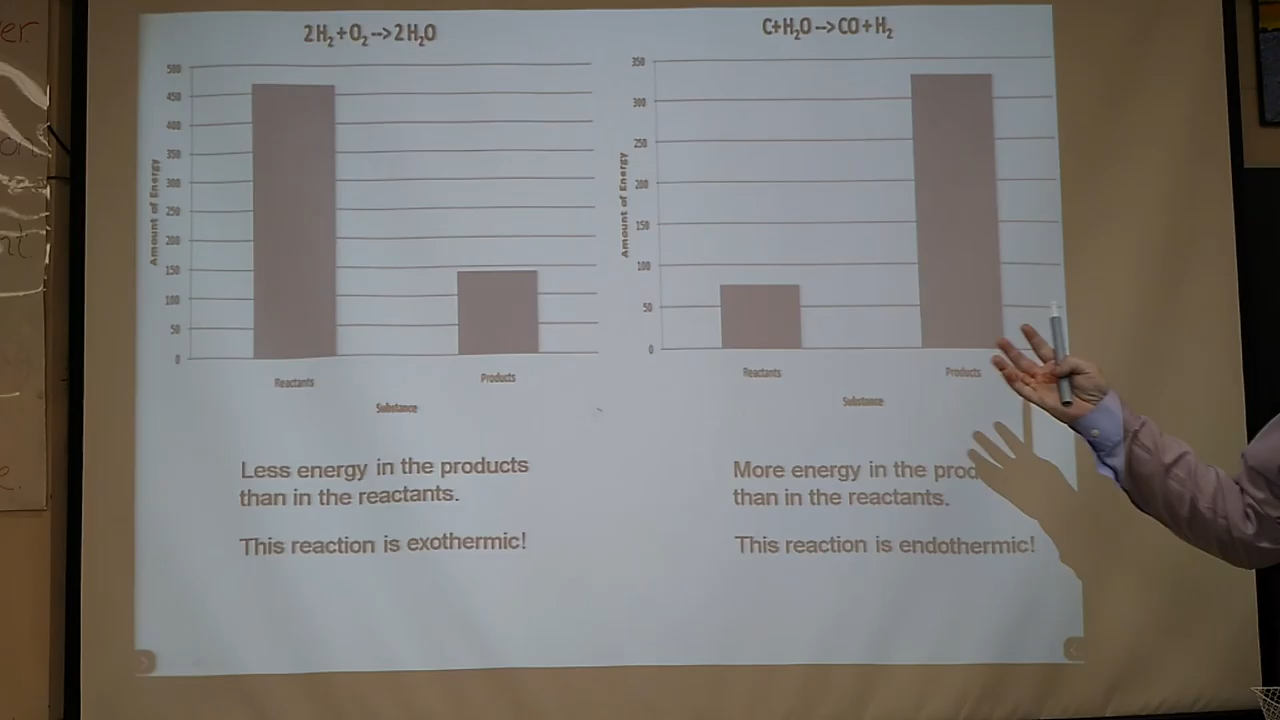 er.
2H₂+O₂->2H₂O
500
450
400
350
300
250
200
150
100
50
0
Amount of Energy
Reactants
Products
Substance
Less energy in the products
than in the reactants.
This reaction is exothermic!
C+H₂O->CO+H₂
350
300
250
200
150
100
50
0
Amount of Energy
Reactants
Products
Substance
More energy in the prod
than in the reactants.
This reaction is endothermic!